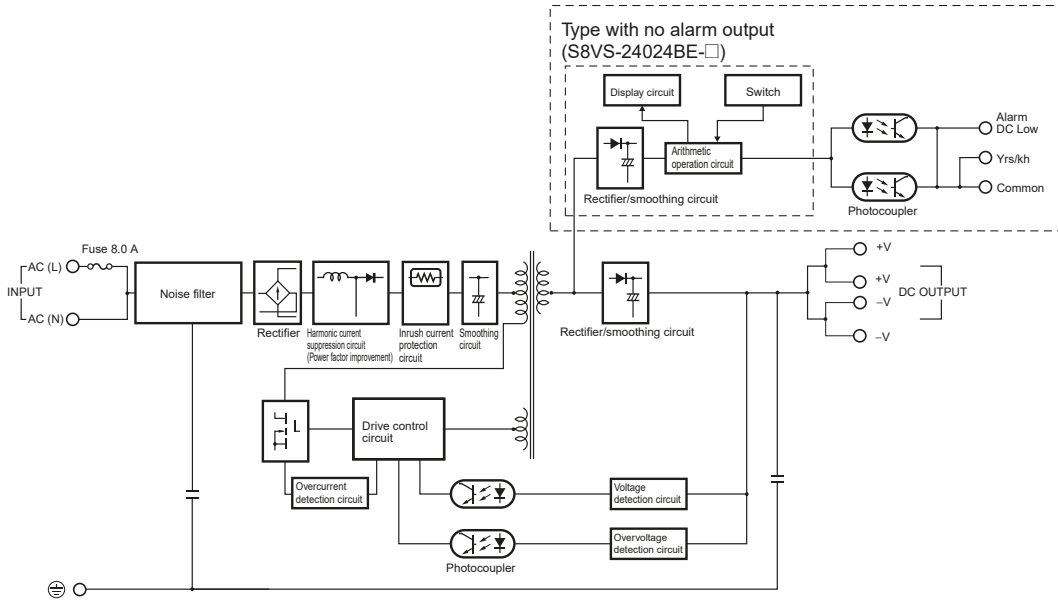 Type with no alarm output
(S8VS-24024BE-□)
Display circuit
Switch
Arithmetic
operation circuit
Rectifier/smoothing circuit
Alarm
DC Low
Yrs/kh
Common
Photocoupler
Fuse 8.0 A
AC (L)
INPUT
AC (N)
Noise filter
Rectifier
Harmonic current
suppression circuit
(Power factor improvement)
Inrush current
protection
circuit
Smoothing
circuit
Rectifier/smoothing circuit
+V
+V
DC OUTPUT
–V
–V
Drive control
circuit
Overcurrent
detection circuit
Voltage
detection circuit
Overvoltage
detection circuit
Photocoupler